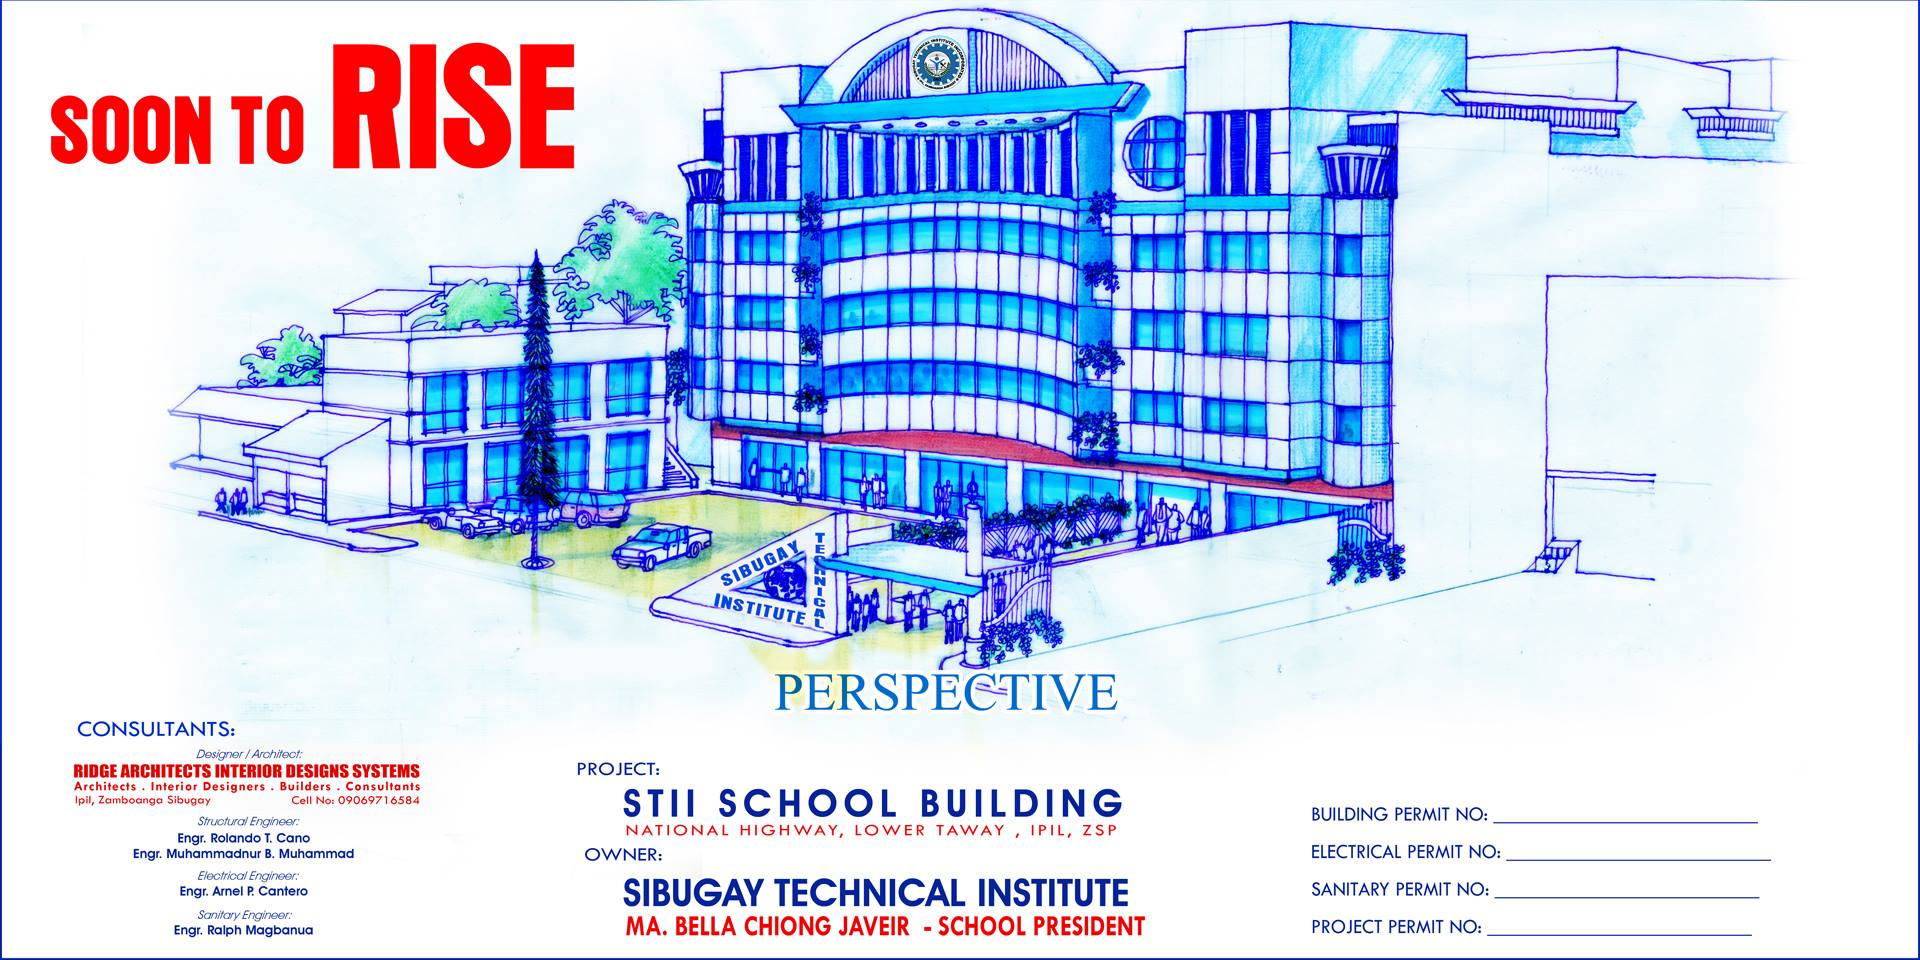 SOON TO RISE
SIBUGAY
TECHNICAL
INSTITUTE
PERSPECTIVE
CONSULTANTS:
Designer / Architect:
RIDGE ARCHITECTS INTERIOR DESIGNS SYSTEMS
Architects . Interior Designers . Builders . Consultants
Ipil, Zamboanga Sibugay Cell No: 09069716584
Structural Engineer:
Engr. Rolando T. Cano
Engr. Muhammadnur B. Muhammad
Electrical Engineer:
Engr. Arnel P. Cantero
Sanitary Engineer:
Engr. Ralph Magbanua
PROJECT:
STII SCHOOL BUILDING
NATIONAL HIGHWAY, LOWER TAWAY , IPIL, ZSP
OWNER:
SIBUGAY TECHNICAL INSTITUTE
MA. BELLA CHIONG JAVEIR - SCHOOL PRESIDENT
BUILDING PERMIT NO:
ELECTRICAL PERMIT NO:
SANITARY PERMIT NO:
PROJECT PERMIT NO: